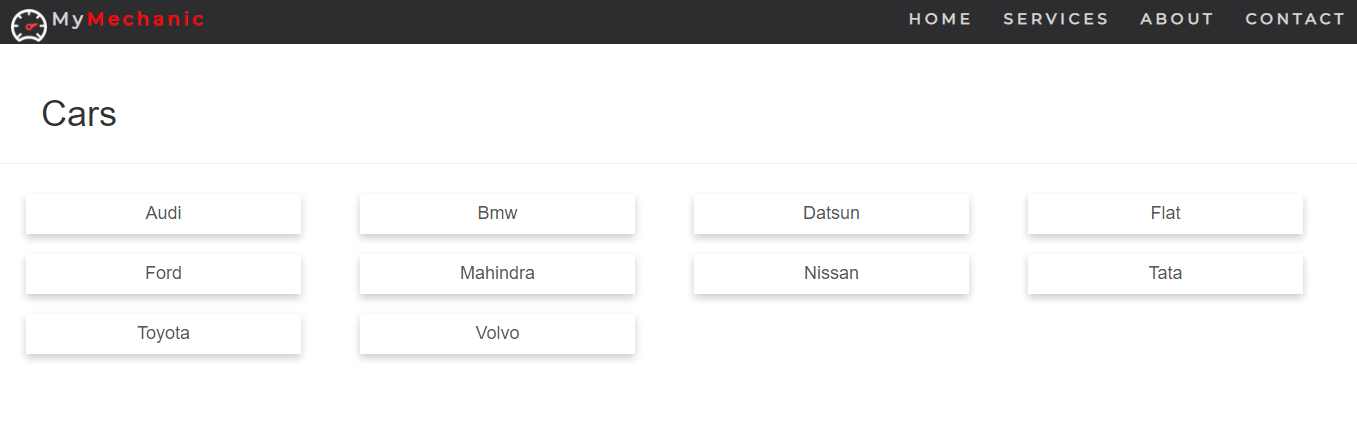 MyMechanic HOME SERVICES ABOUT CONTACT
Cars
Audi Bmw Datsun Flat
Ford Mahindra Nissan Tata
Toyota Volvo